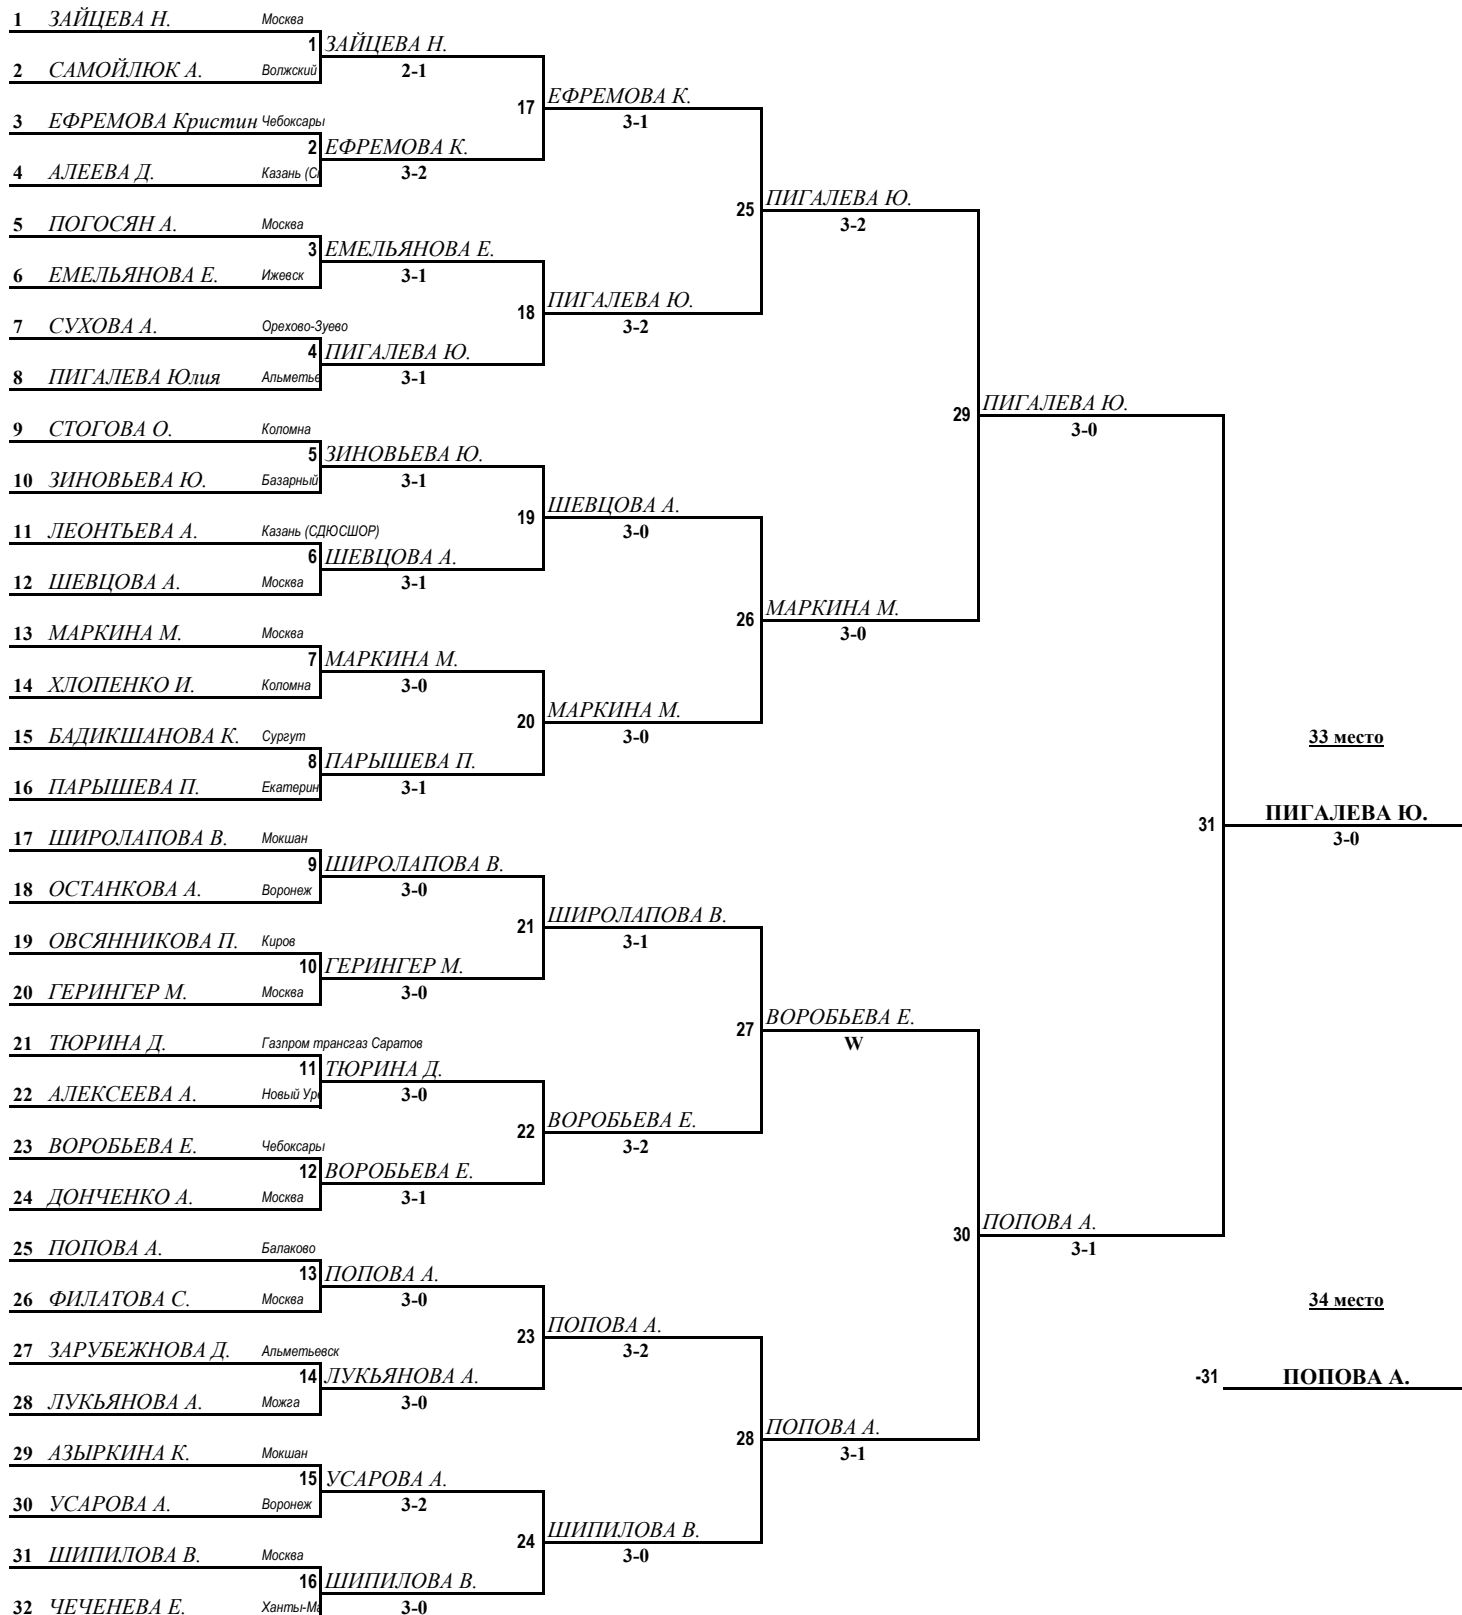 1 ЗАЙЦЕВА Н. Москва
1 ЗАЙЦЕВА Н.
2 САМОЙЛЮК А. Волжский 2-1
17 ЕФРЕМОВА К.
3 ЕФРЕМОВА Кристин Чебоксары 3-1
2 ЕФРЕМОВА К.
4 АЛЕЕВА Д. Казань (С 3-2
25 ПИГАЛЕВА Ю.
5 ПОГОСЯН А. Москва 3-2
3 ЕМЕЛЬЯНОВА Е.
6 ЕМЕЛЬЯНОВА Е. Ижевск 3-1
18 ПИГАЛЕВА Ю.
7 СУХОВА А. Орехово-Зуево 3-2
4 ПИГАЛЕВА Ю.
8 ПИГАЛЕВА Юлия Альметье 3-1
29 ПИГАЛЕВА Ю.
9 СТОГОВА О. Коломна 3-0
5 ЗИНОВЬЕВА Ю.
10 ЗИНОВЬЕВА Ю. Базарный 3-1
19 ШЕВЦОВА А.
11 ЛЕОНТЬЕВА А. Казань (СДЮСШОР) 3-0
6 ШЕВЦОВА А.
12 ШЕВЦОВА А. Москва 3-1
26 МАРКИНА М.
13 МАРКИНА М. Москва 3-0
7 МАРКИНА М.
14 ХЛОПЕНКО И. Коломна 3-0
20 МАРКИНА М.
15 БАДИКШАНОВА К. Сургут 3-0 33 место
8 ПАРЫШЕВА П.
16 ПАРЫШЕВА П. Екатерин 3-1
31 ПИГАЛЕВА Ю.
17 ШИРОЛАПОВА В. Мокшан 3-0
9 ШИРОЛАПОВА В.
18 ОСТАНКОВА А. Воронеж 3-0
21 ШИРОЛАПОВА В.
19 ОВСЯННИКОВА П. Киров 3-1
10 ГЕРИНГЕР М.
20 ГЕРИНГЕР М. Москва 3-0
27 ВОРОБЬЕВА Е.
21 ТЮРИНА Д. Газпром трансгаз Саратов W
11 ТЮРИНА Д.
22 АЛЕКСЕЕВА А. Новый Уре 3-0
22 ВОРОБЬЕВА Е.
23 ВОРОБЬЕВА Е. Чебоксары 3-2
12 ВОРОБЬЕВА Е.
24 ДОНЧЕНКО А. Москва 3-1
30 ПОПОВА А.
25 ПОПОВА А. Балаково 3-1
13 ПОПОВА А.
26 ФИЛАТОВА С. Москва 3-0 34 место
23 ПОПОВА А.
27 ЗАРУБЕЖНОВА Д. Альметьевск 3-2
14 ЛУКЬЯНОВА А. -31 ПОПОВА А.
28 ЛУКЬЯНОВА А. Можга 3-0
28 ПОПОВА А.
29 АЗЫРКИНА К. Мокшан 3-1
15 УСАРОВА А.
30 УСАРОВА А. Воронеж 3-2
24 ШИПИЛОВА В.
31 ШИПИЛОВА В. Москва 3-0
16 ШИПИЛОВА В.
32 ЧЕЧЕНЕВА Е. Ханты-Ма 3-0